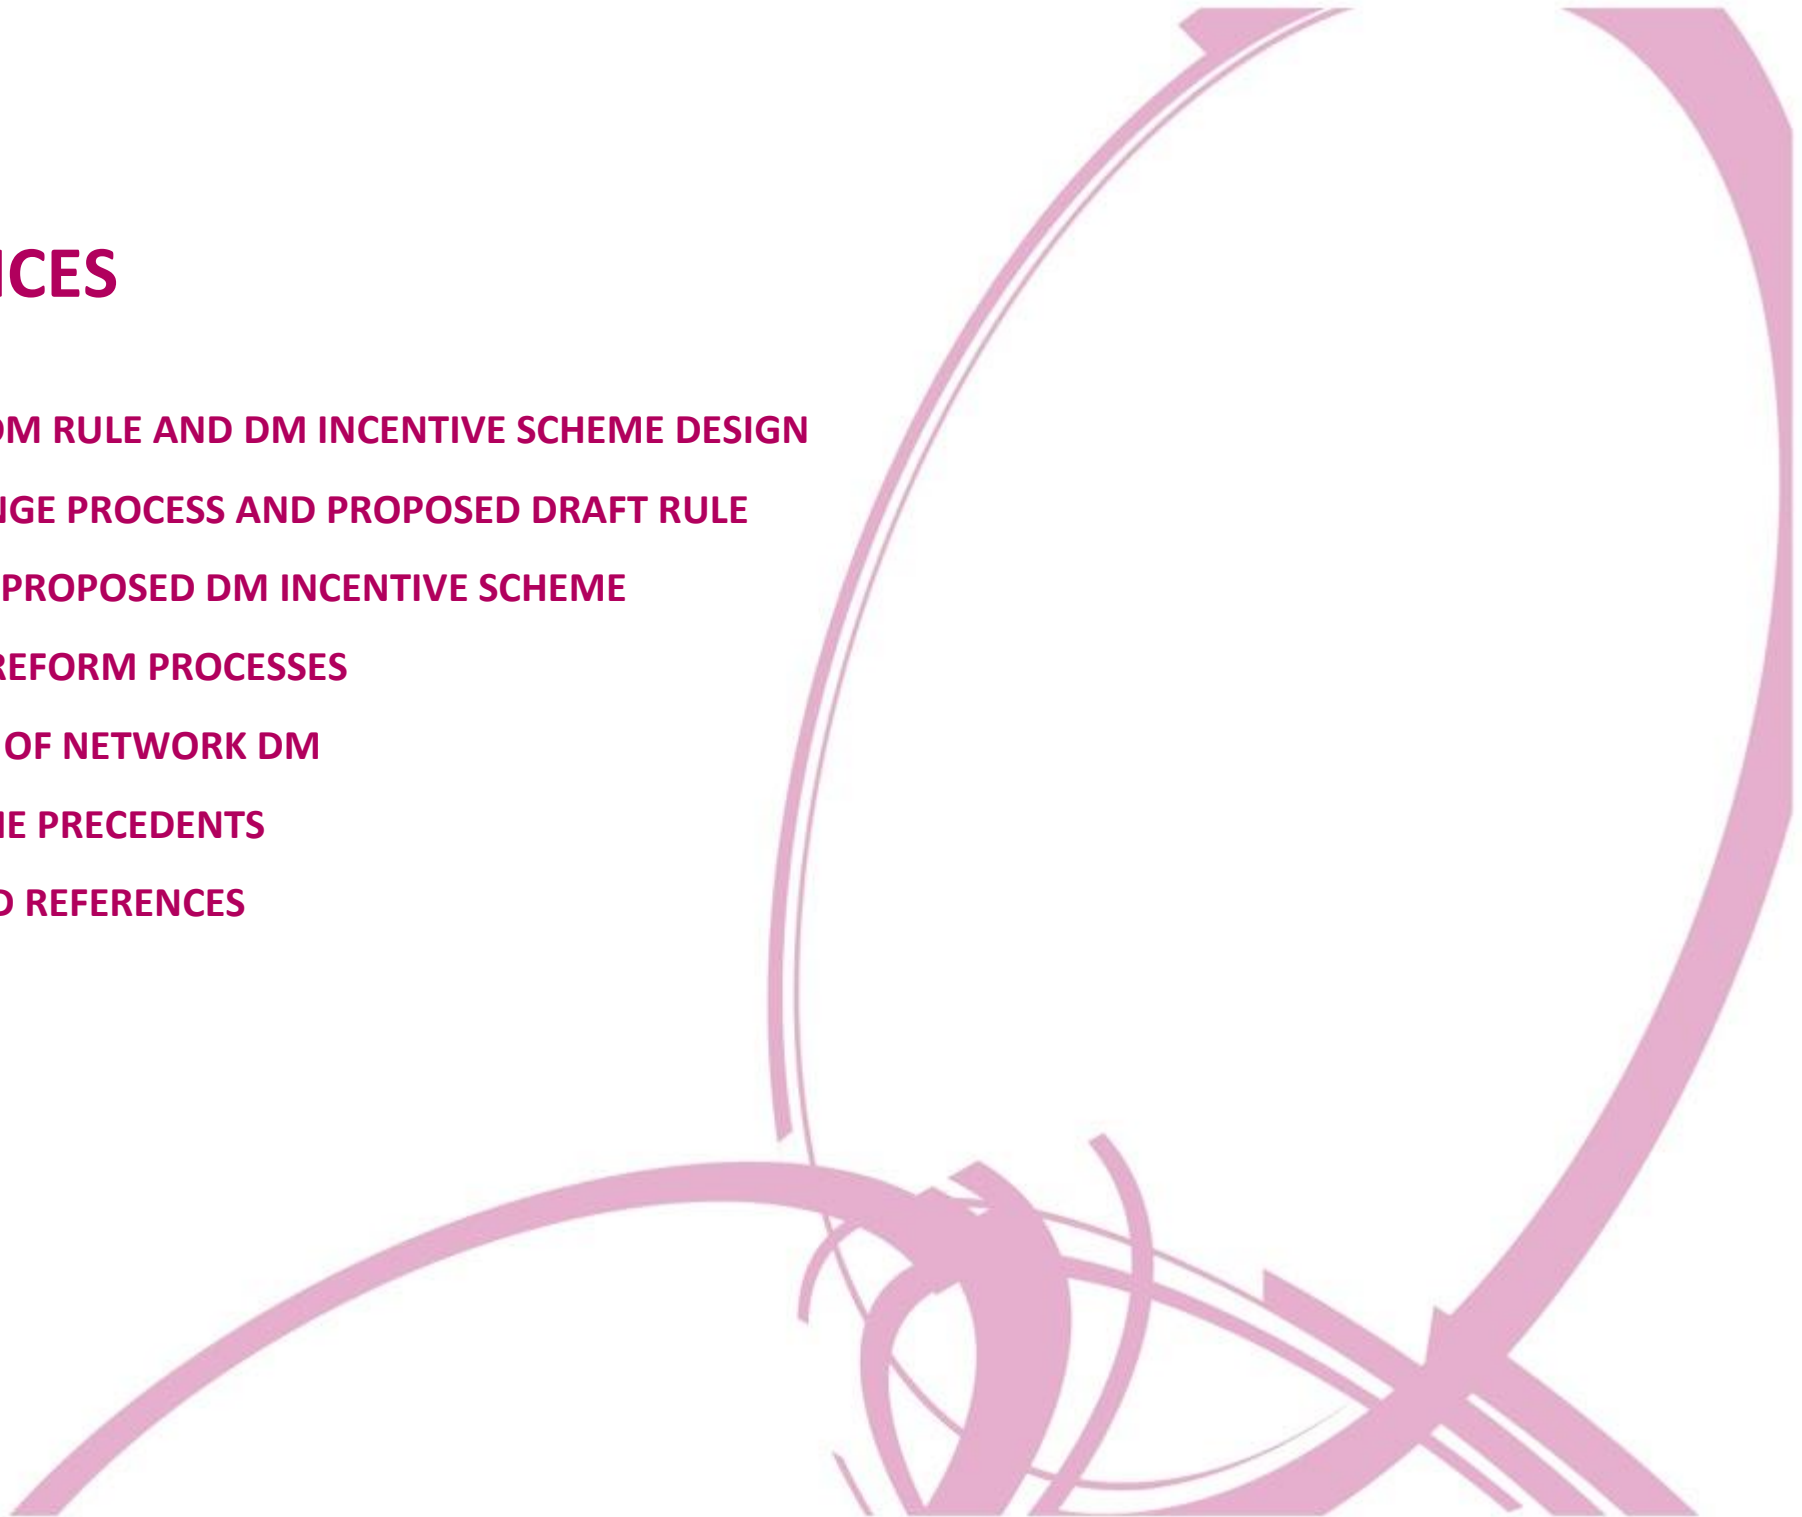 ICES
DM RULE AND DM INCENTIVE SCHEME DESIGN
NGE PROCESS AND PROPOSED DRAFT RULE
PROPOSED DM INCENTIVE SCHEME
REFORM PROCESSES
OF NETWORK DM
ME PRECEDENTS
D REFERENCES